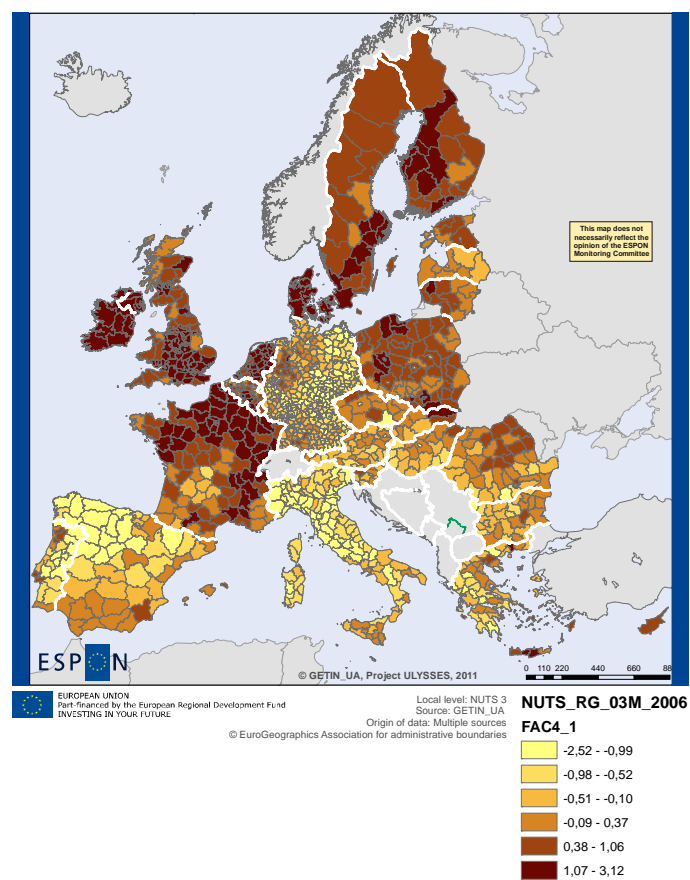 This map does not
necessarily reflect the
opinion of the ESPON
Monitoring Committee
ESPON
© GETIN_UA, Project ULYSSES, 2011
0 110 220 440 660 88
EUROPEAN UNION
Part-financed by the European Regional Development Fund
INVESTING IN YOUR FUTURE
Local level: NUTS 3
Source: GETIN_UA
Origin of data: Multiple sources
© EuroGeographics Association for administrative boundaries
NUTS_RG_03M_2006
FAC4_1
-2,52 - -0,99
-0,98 - -0,52
-0,51 - -0,10
-0,09 - 0,37
0,38 - 1,06
1,07 - 3,12